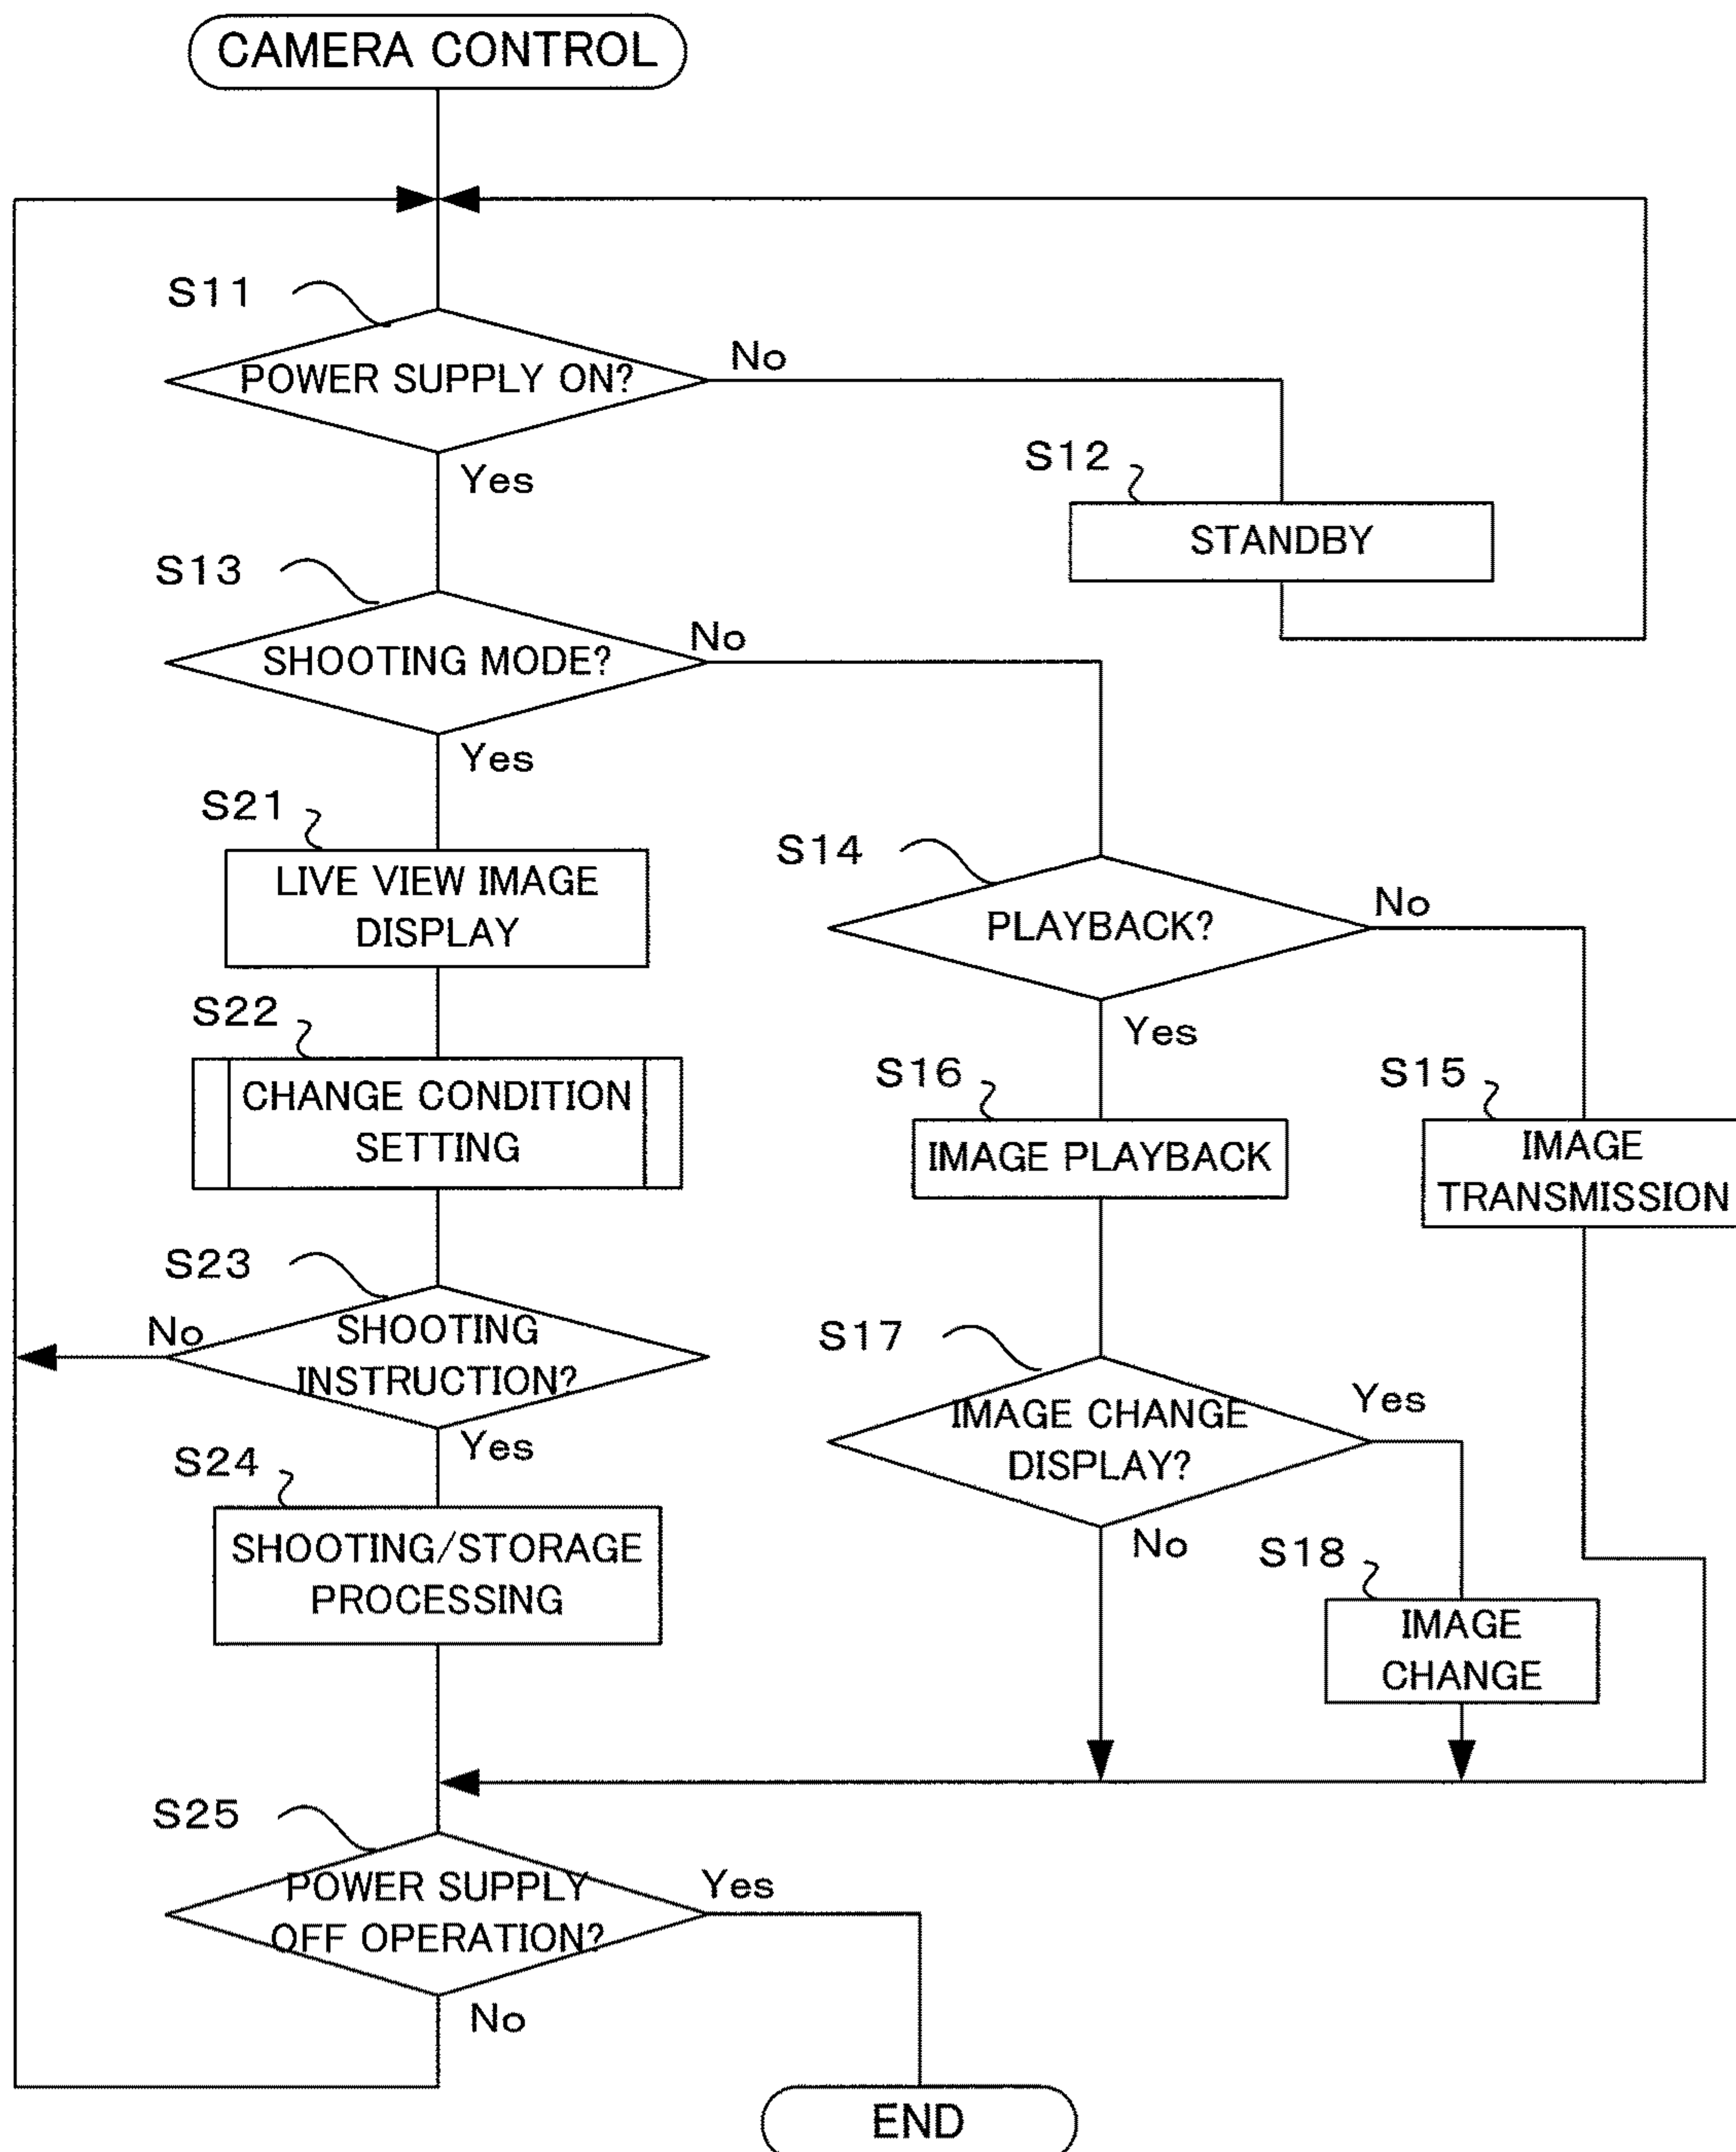 CAMERA CONTROL
S11
POWER SUPPLY ON?
No
Yes
S12
STANDBY
S13
SHOOTING MODE?
No
Yes
S21
LIVE VIEW IMAGE
DISPLAY
S14
PLAYBACK?
No
Yes
S22
CHANGE CONDITION
SETTING
S16
IMAGE PLAYBACK
S15
IMAGE
TRANSMISSION
S23
SHOOTING
INSTRUCTION?
No
Yes
S17
IMAGE CHANGE
DISPLAY?
Yes
No
S24
SHOOTING/STORAGE
PROCESSING
S18
IMAGE
CHANGE
S25
POWER SUPPLY
OFF OPERATION?
Yes
No
END